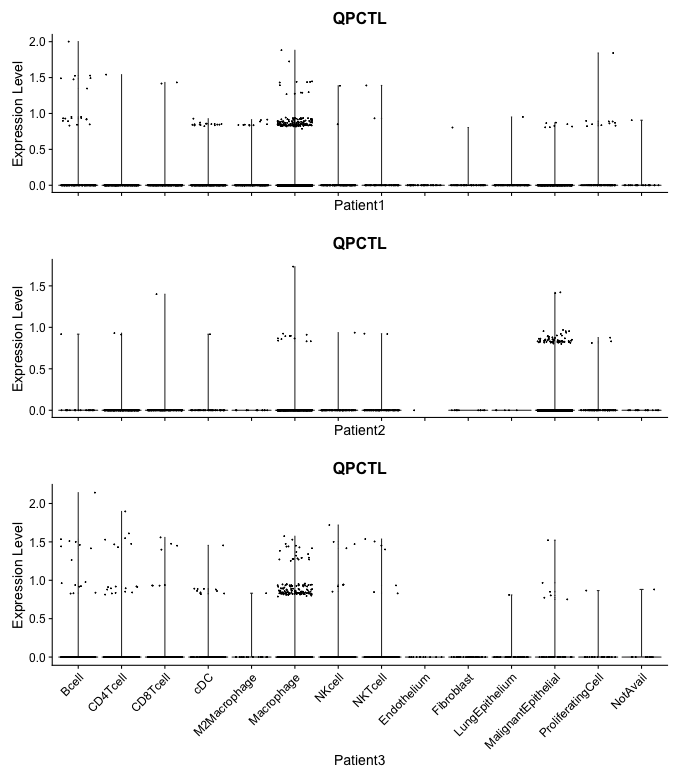 QPCTL
Expression Level
2.0
1.5
1.0
0.5
0.0
Patient1
QPCTL
Expression Level
1.5
1.0
0.5
0.0
Patient2
QPCTL
Expression Level
2.0
1.5
1.0
0.5
0.0
Bcell
CD4Tcell
CD8Tcell
cDC
M2Macrophage
Macrophage
NKcell
NKTcell
Endothelium
Fibroblast
LungEpithelium
MalignantEpithelial
ProliferatingCell
NotAvail
Patient3